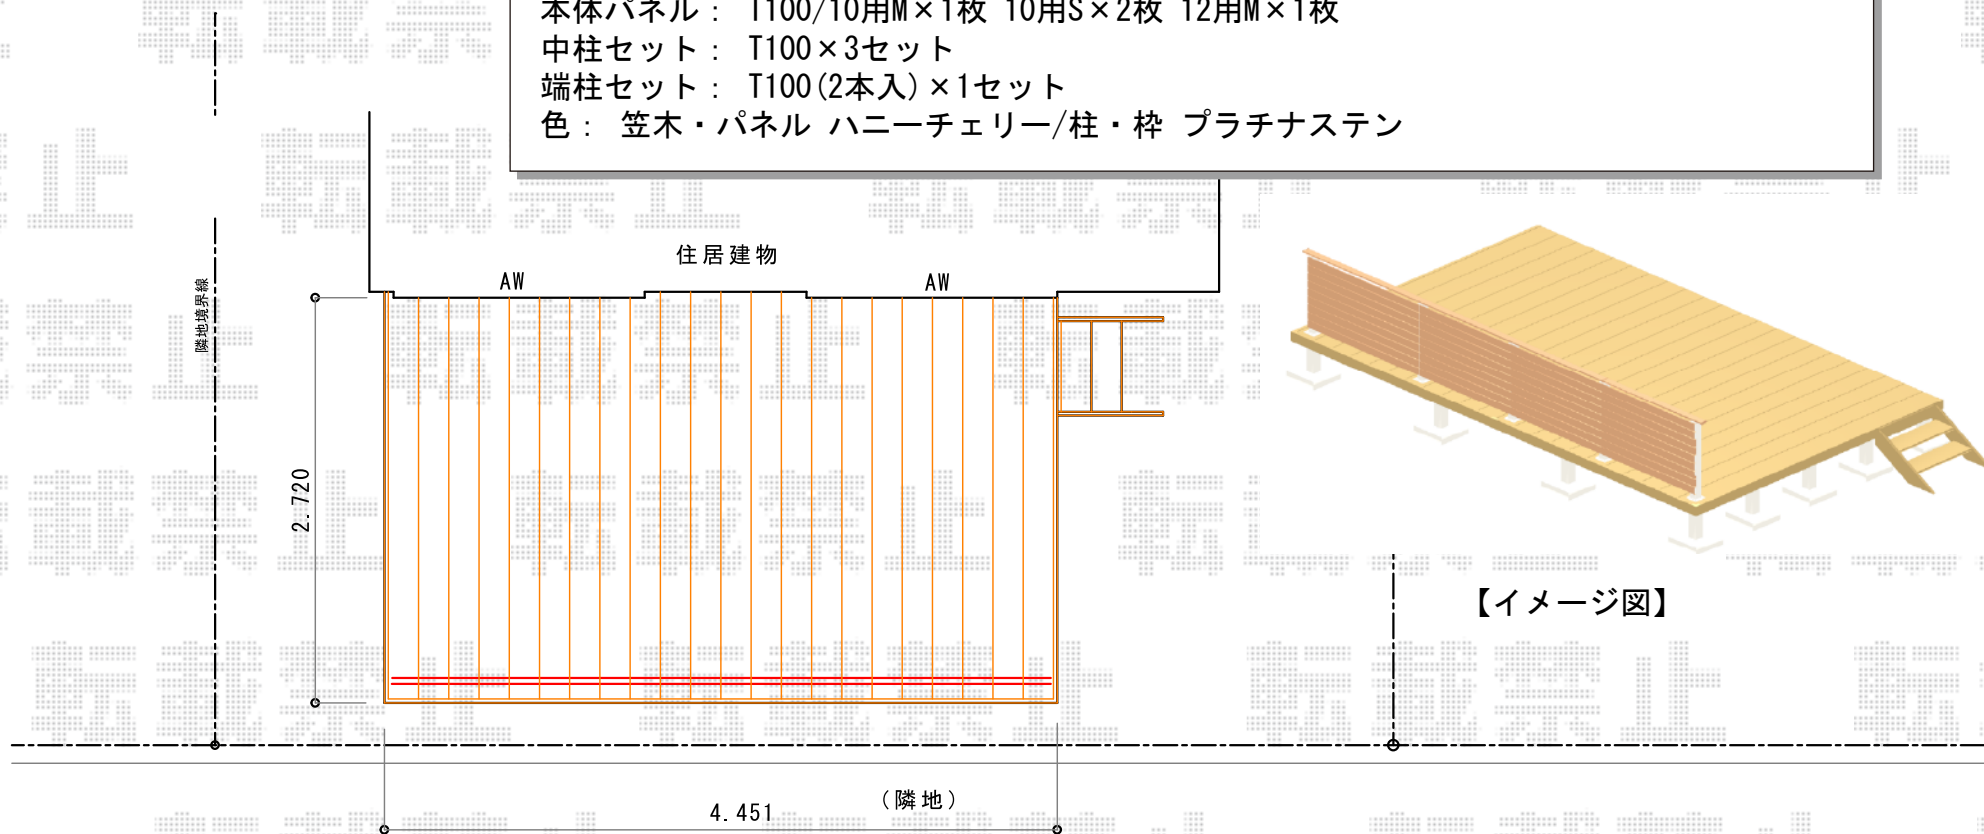 本体パネル： T100/10用M×1枚 10用S×2枚 12用M×1枚
中柱セット： T100×3セット
端柱セット： T100(2本入)×1セット
色： 笠木・パネル ハニーチェリー/柱・枠 プラチナステン
住居建物
AW
AW
隣地境界線
2.720
【イメージ図】
(隣地)
4.451
転載禁止